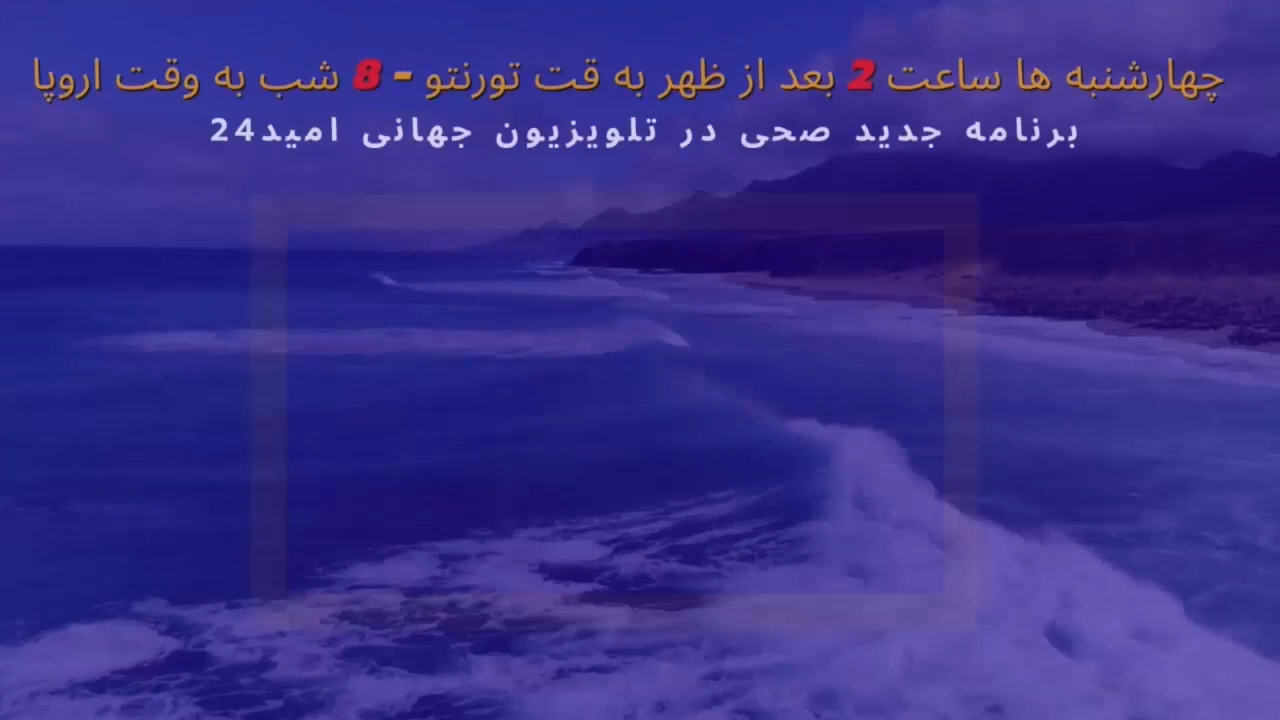 چهارشنبه ها ساعت 2 بعد از ظهر به قت تورنتو - 8 شب به وقت اروپا
برنامه جدید صحی در تلویزیون جهانی امید24